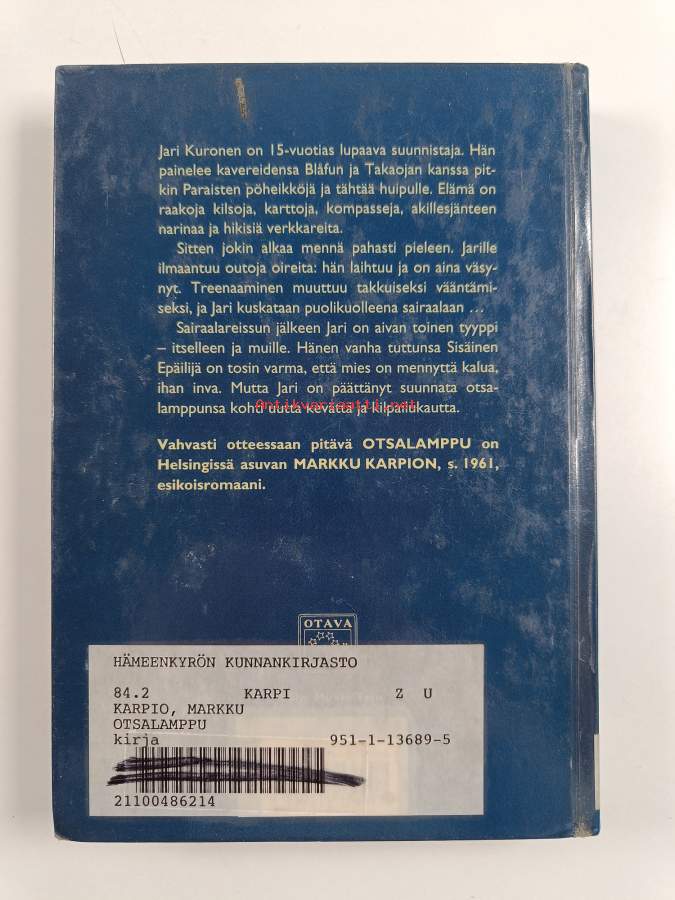 Jari Kuronen on 15-vuotias lupaava suunnistaja. Hän
painelee kavereidensa Blåfun ja Takaojan kanssa pit-
kin Paraisten pöheikköjä ja tähtää huipulle. Elämä on
raakoja kilsoja, karttoja, kompasseja, akillesjänteen
narinaa ja hikisiä verkkareita.
Sitten jokin alkaa mennä pahasti pieleen. Jarille
ilmaantuu outoja oireita: hän laihtuu ja on aina väsy-
nyt. Treenaaminen muuttuu takkuiseksi vääntämi-
seksi, ja Jari kuskataan puolikuolleena sairaalaan ...
Sairaalareissun jälkeen Jari on aivan toinen tyyppi
– itselleen ja muille. Hänen vanha tuttunsa Sisäinen
Epäilijä on tosin varma, että mies on mennyttä kalua,
ihan inva. Mutta Jari on päättänyt suunnata otsa-
lamppunsa kohti uutta kevättä ja kilpailukautta.
Antikvariaatti.net
Vahvasti otteessaan pitävä OTSALAMPPU on
Helsingissä asuvan MARKKU KARPION, s. 1961,
esikoisromaani.
OTAVA
HÄMEENKYRÖN KUNNANKIRJASTO
84.2 KARPI Z U
KARPIO, MARKKU
OTSALAMPPU
kirja 951-1-13689-5
21100486214